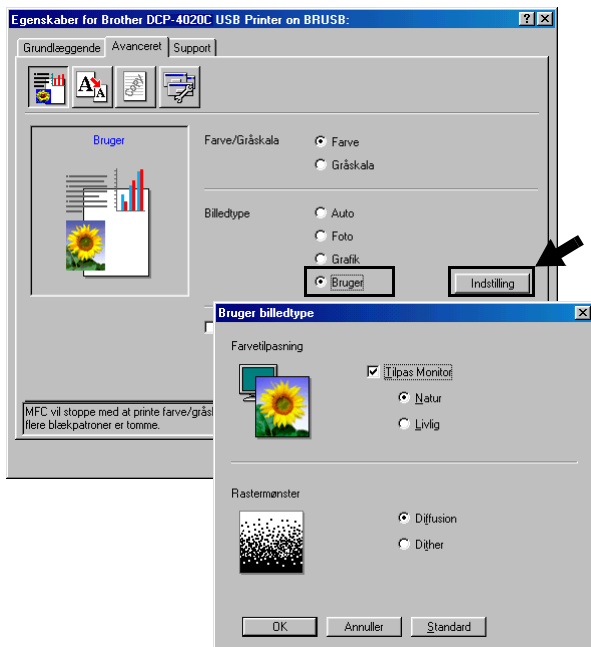 Egenskaber for Brother DCP-4020C USB Printer on BRUSB:
Grundlæggende Avanceret Support
Bruger
Farve/Gråskala
Farve
Gråskala
Billedtype
Auto
Foto
Grafik
Bruger
Indstilling
MFC vil stoppe med at printe
flere blækpatroner er tomme.
Bruger billedtype
Farvetilpasning
Tilpas Monitor
Natur
Livlig
Rastermønster
Diffusion
Dither
OK Annuller Standard